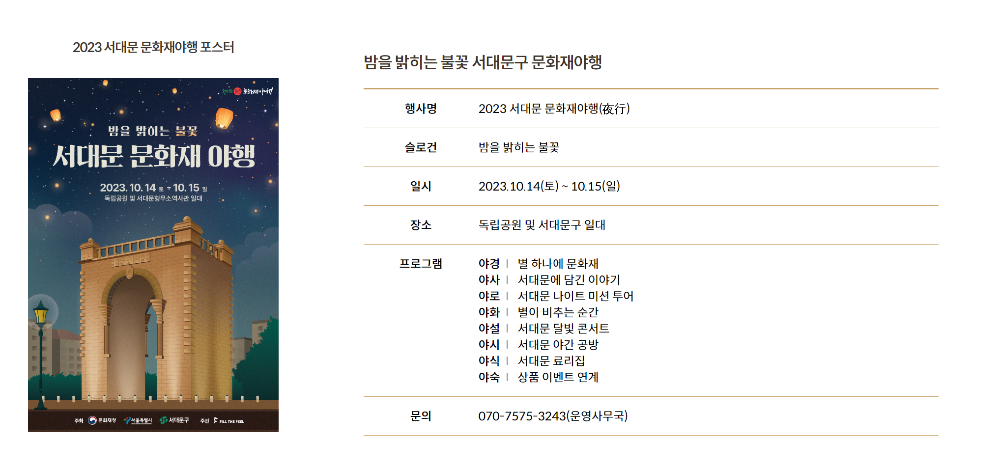 2023 서대문 문화재야행 포스터
문화재야행
밤을 밝히는 불꽃
서대문 문화재 야행
2023. 10. 14 토 - 10. 15 일
독립공원 및 서대문형무소역사관 일대
주최 문화재청 서울특별시 서대문구 주관 FILL THE FEEL
밤을 밝히는 불꽃 서대문구 문화재야행
행사명 2023 서대문 문화재야행(夜行)
슬로건 밤을 밝히는 불꽃
일시 2023.10.14(토) ~ 10.15(일)
장소 독립공원 및 서대문구 일대
프로그램 야경 | 별 하나에 문화재
야사 | 서대문에 담긴 이야기
야로 | 서대문 나이트 미션 투어
야화 | 별이 비추는 순간
야설 | 서대문 달빛 콘서트
야시 | 서대문 야간 공방
야식 | 서대문 료리집
야숙 | 상품 이벤트 연계
문의 070-7575-3243(운영사무국)